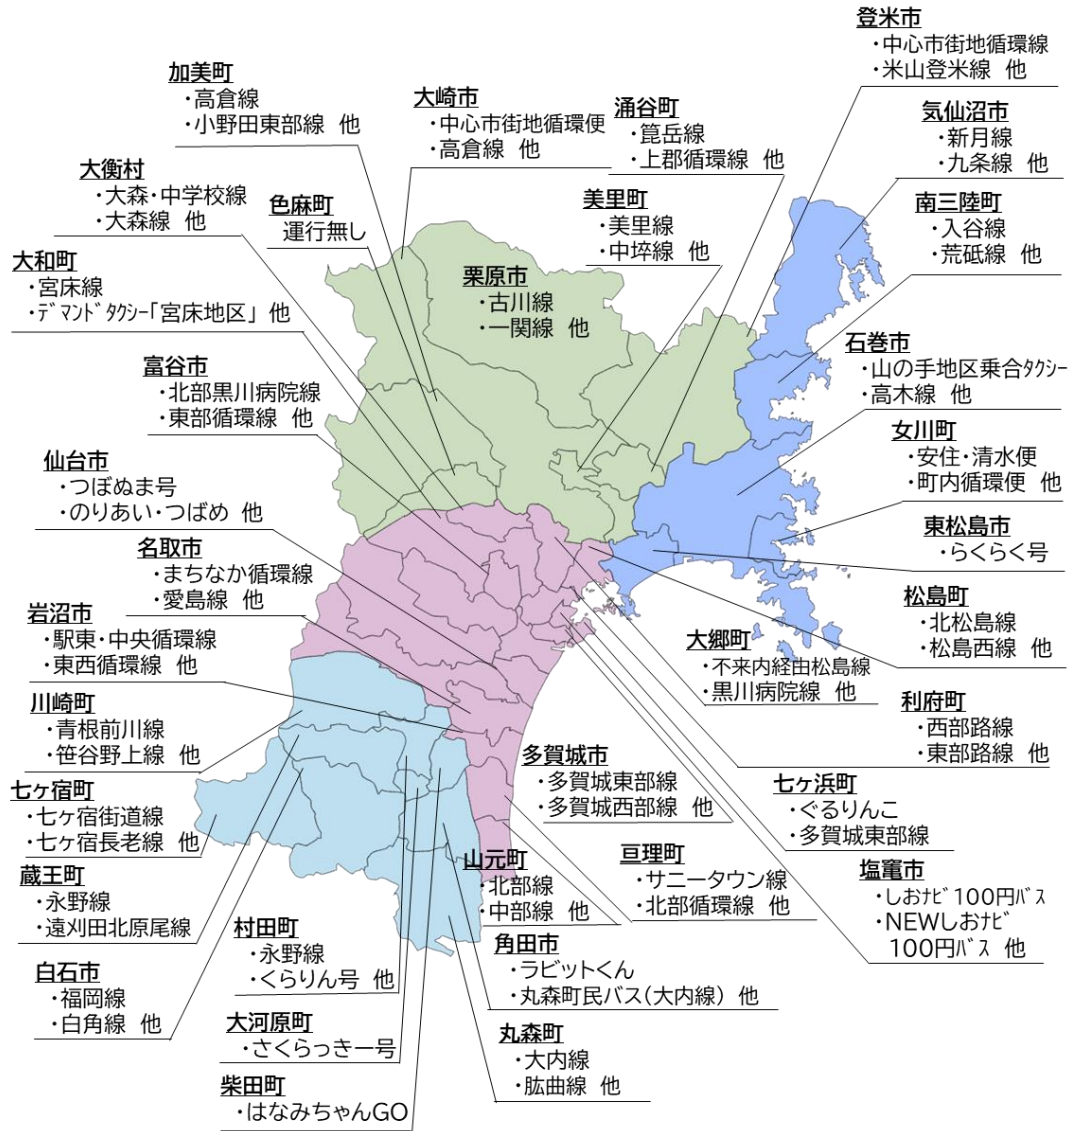 登米市
・中心市街地循環線
・米山登米線 他
加美町
・高倉線
・小野田東部線 他
大崎市
・中心市街地循環便
・高倉線 他
涌谷町
・箟岳線
・上郡循環線 他
気仙沼市
・新月線
・九条線 他
大衡村
・大森・中学校線
・大森線 他
色麻町
運行無し
美里町
・美里線
・中埣線 他
南三陸町
・入谷線
・荒砥線 他
大和町
・宮床線
・ﾃﾞﾏﾝﾄﾞﾀｸｼｰ「宮床地区」 他
栗原市
・古川線
・一関線 他
富谷市
・北部黒川病院線
・東部循環線 他
石巻市
・山の手地区乗合ﾀｸｼｰ
・高木線 他
仙台市
・つぼぬま号
・のりあい・つばめ 他
女川町
・安住・清水便
・町内循環便 他
名取市
・まちなか循環線
・愛島線 他
東松島市
・らくらく号
岩沼市
・駅東・中央循環線
・東西循環線 他
松島町
・北松島線
・松島西線 他
大郷町
・不来内経由松島線
・黒川病院線 他
川崎町
・青根前川線
・笹谷野上線 他
利府町
・西部路線
・東部路線 他
多賀城市
・多賀城東部線
・多賀城西部線 他
七ヶ浜町
・ぐるりんこ
・多賀城東部線
七ヶ宿町
・七ヶ宿街道線
・七ヶ宿長老線 他
山元町
・北部線
・中部線 他
亘理町
・サニータウン線
・北部循環線 他
塩竈市
・しおﾅﾋﾞ100円ﾊﾞｽ
・NEWしおﾅﾋﾞ
100円ﾊﾞｽ 他
蔵王町
・永野線
・遠刈田北原尾線
村田町
・永野線
・くらりん号 他
角田市
・ラビットくん
・丸森町民バス(大内線) 他
白石市
・福岡線
・白角線 他
大河原町
・さくらっきー号
丸森町
・大内線
・肱曲線 他
柴田町
・はなみちゃんGO